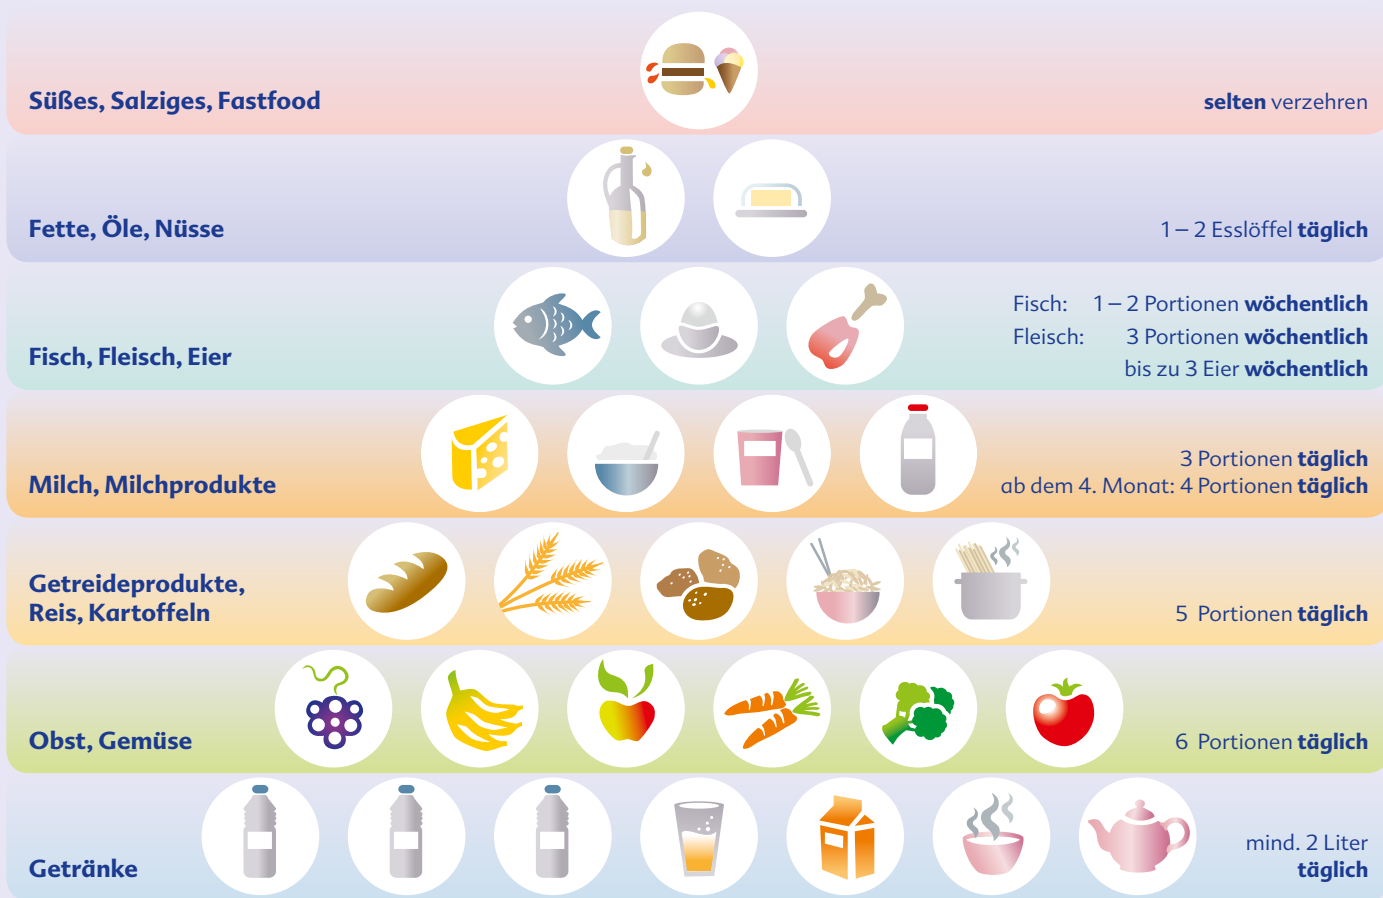 Süßes, Salziges, Fastfood
selten verzehren
Fette, Öle, Nüsse
1 – 2 Esslöffel täglich
Fisch, Fleisch, Eier
Fisch: 1 – 2 Portionen wöchentlich
Fleisch: 3 Portionen wöchentlich
bis zu 3 Eier wöchentlich
Milch, Milchprodukte
3 Portionen täglich
ab dem 4. Monat: 4 Portionen täglich
Getreideprodukte,
Reis, Kartoffeln
5 Portionen täglich
Obst, Gemüse
6 Portionen täglich
Getränke
mind. 2 Liter
täglich